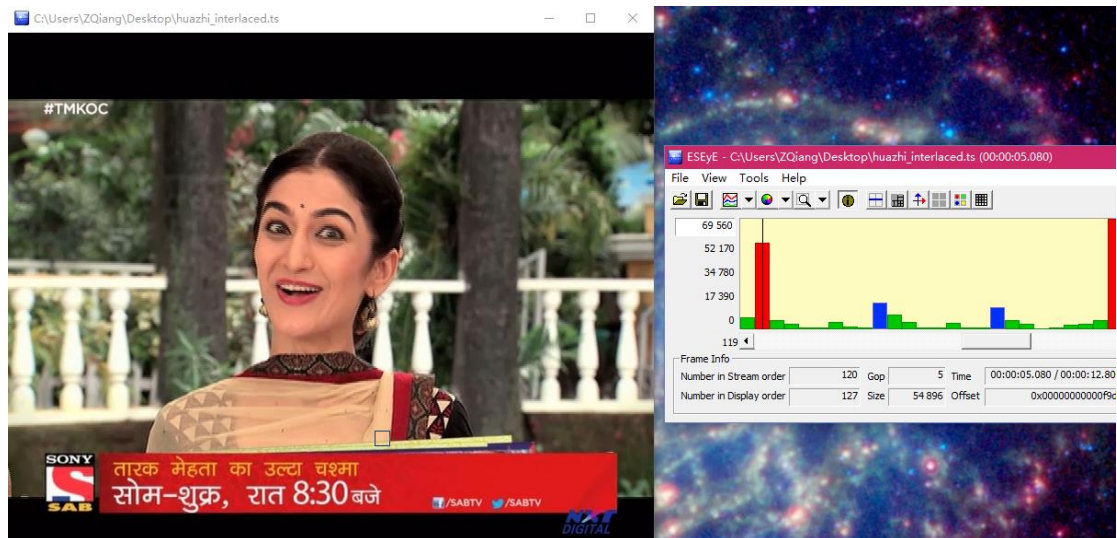 C:\Users\ZQiang\Desktop\huazhi_interlaced.ts
#TMKOC
SONY
S
SAB
तारक मेहता का उल्टा चश्मा
सोम-शुक्र, रात 8:30 बजे
/SABTV
/SABTV
NXT
DIGITAL
ESEyE - C:\Users\ZQiang\Desktop\huazhi_interlaced.ts (00:00:05.080)
File View Tools Help
69 560
52 170
34 780
17 390
0
119
Frame Info
Number in Stream order 120 Gop 5 Time 00:00:05.080 / 00:00:12.80
Number in Display order 127 Size 54 896 Offset 0x00000000000f9d